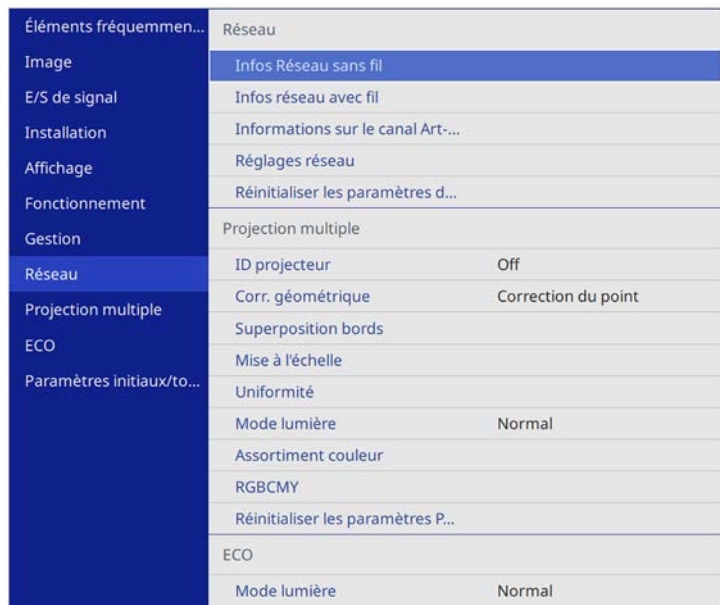 Éléments fréquemmen...
Image
E/S de signal
Installation
Affichage
Fonctionnement
Gestion
Réseau
Projection multiple
ECO
Paramètres initiaux/to...
Réseau
Infos Réseau sans fil
Infos réseau avec fil
Informations sur le canal Art-...
Réglages réseau
Réinitialiser les paramètres d...
Projection multiple
ID projecteur Off
Corr. géométrique Correction du point
Superposition bords
Mise à l'échelle
Uniformité
Mode lumière Normal
Assortiment couleur
RGBCMY
Réinitialiser les paramètres P...
ECO
Mode lumière Normal